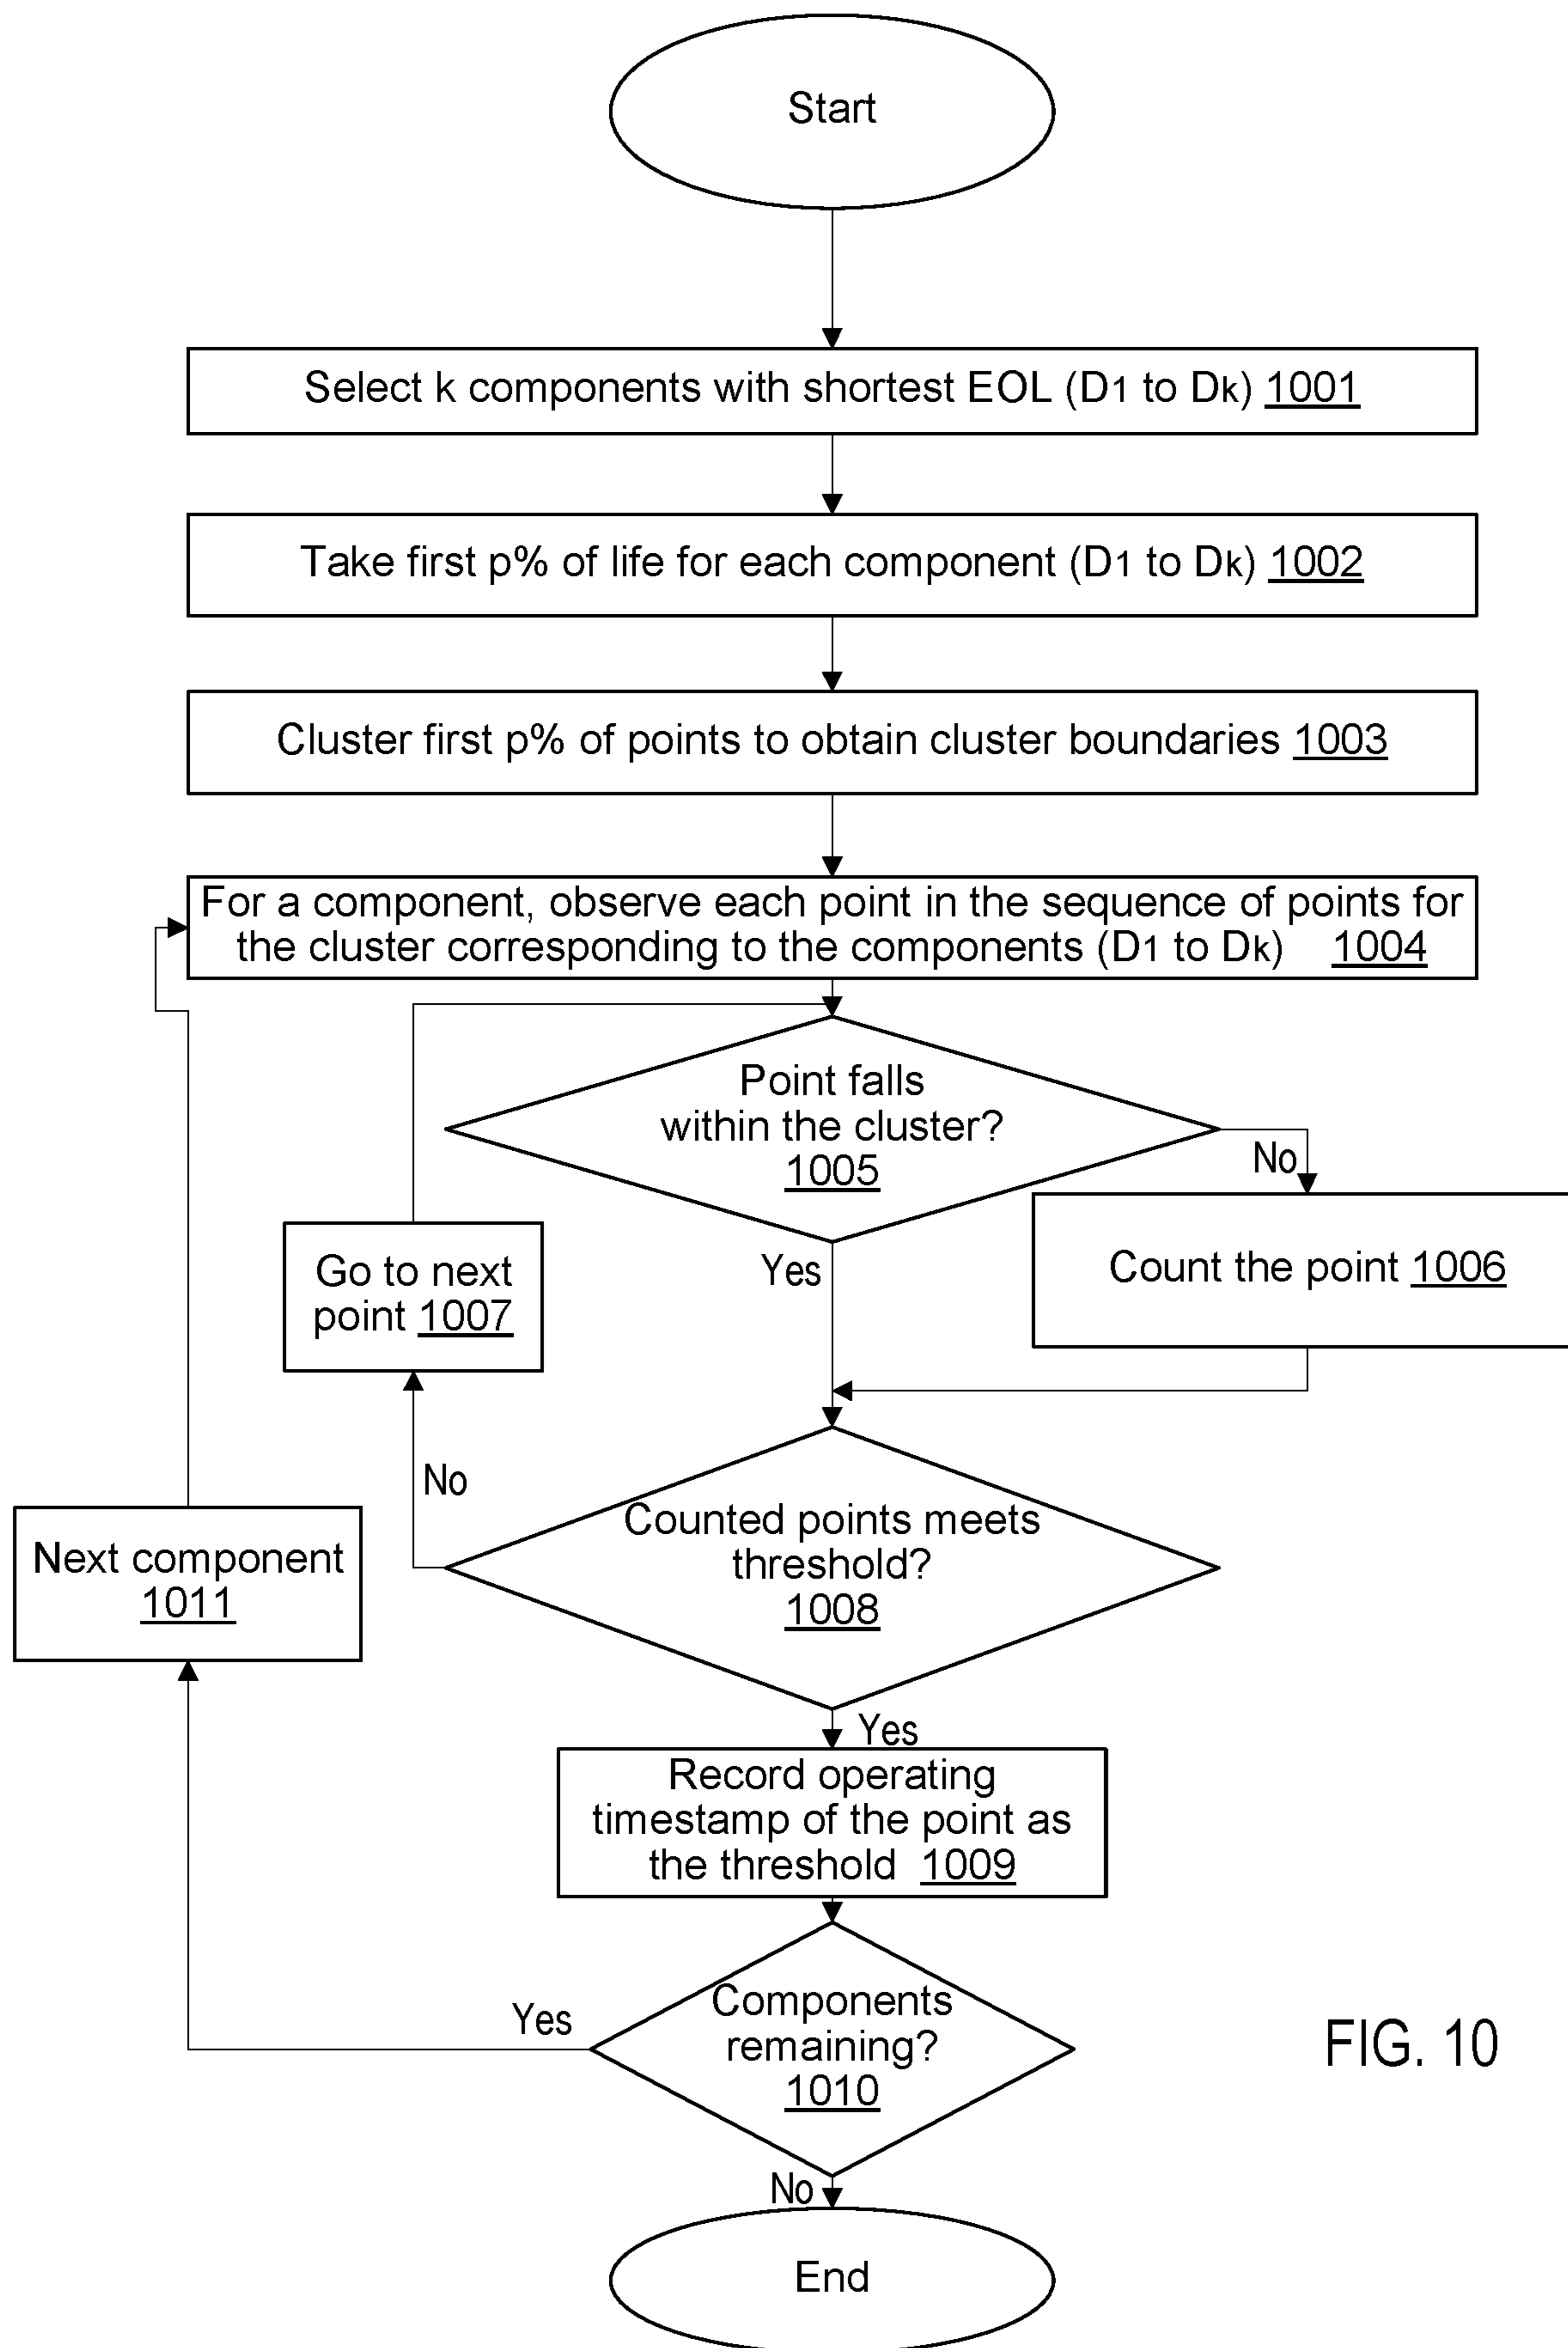 Start
Select k components with shortest EOL (D1 to Dk) 1001
Take first p% of life for each component (D1 to Dk) 1002
Cluster first p% of points to obtain cluster boundaries 1003
For a component, observe each point in the sequence of points for
the cluster corresponding to the components (D1 to Dk) 1004
Point falls
within the cluster?
1005
No
Yes
Count the point 1006
Go to next
point 1007
No
Counted points meets
threshold?
1008
Next component
1011
Yes
Record operating
timestamp of the point as
the threshold 1009
Components
remaining?
1010
Yes
No
End
FIG. 10